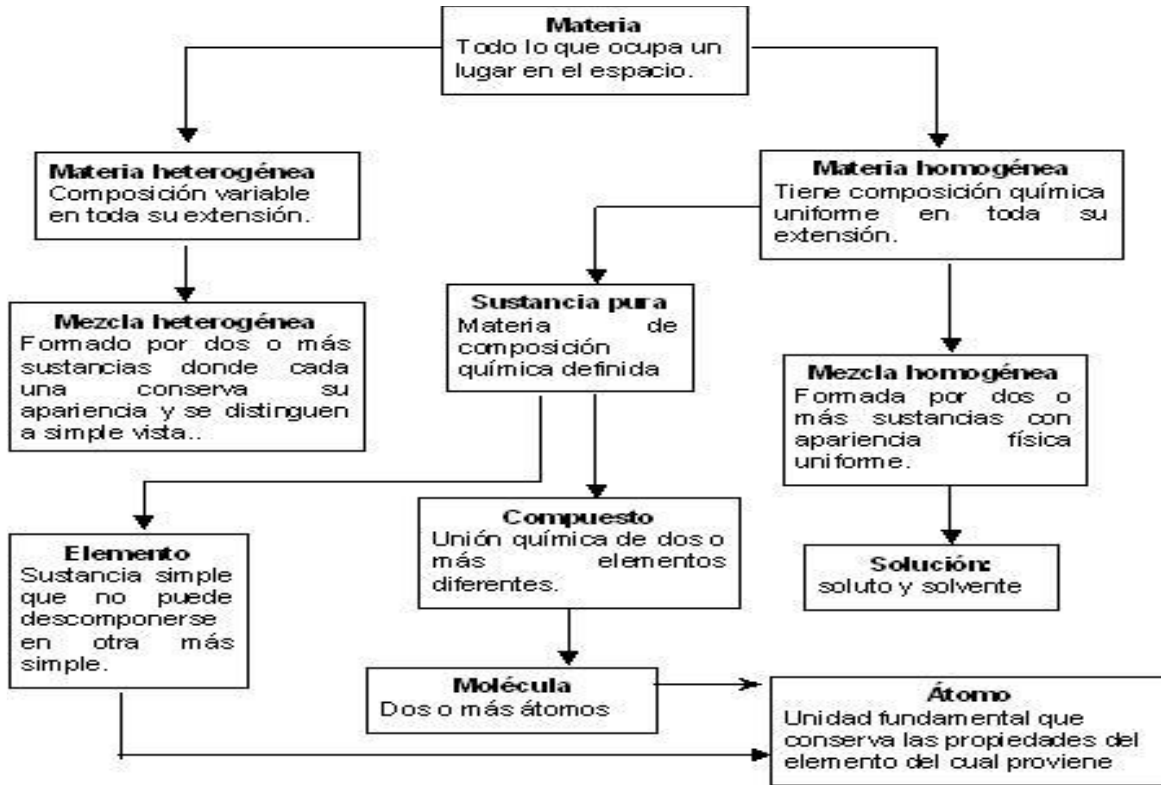 Materia
Todo lo que ocupa un
lugar en el espacio.
Materia heterogénea
Composición variable
en toda su extensión.
Materia homogénea
Tiene composición química
uniforme en toda su
extensión.
Mezcla heterogénea
Formado por dos o más
sustancias donde cada
una conserva su
apariencia y se distinguen
a simple vista..
Sustancia pura
Materia de
composición
química definida
Mezcla homogénea
Formada por dos o
más sustancias con
apariencia física
uniforme.
Elemento
Sustancia simple
que no puede
descomponerse
en otra más
simple.
Compuesto
Unión química de dos o
más elementos
diferentes.
Solución:
soluto y solvente
Molécula
Dos o más átomos
Átomo
Unidad fundamental que
conserva las propiedades del
elemento del cual proviene